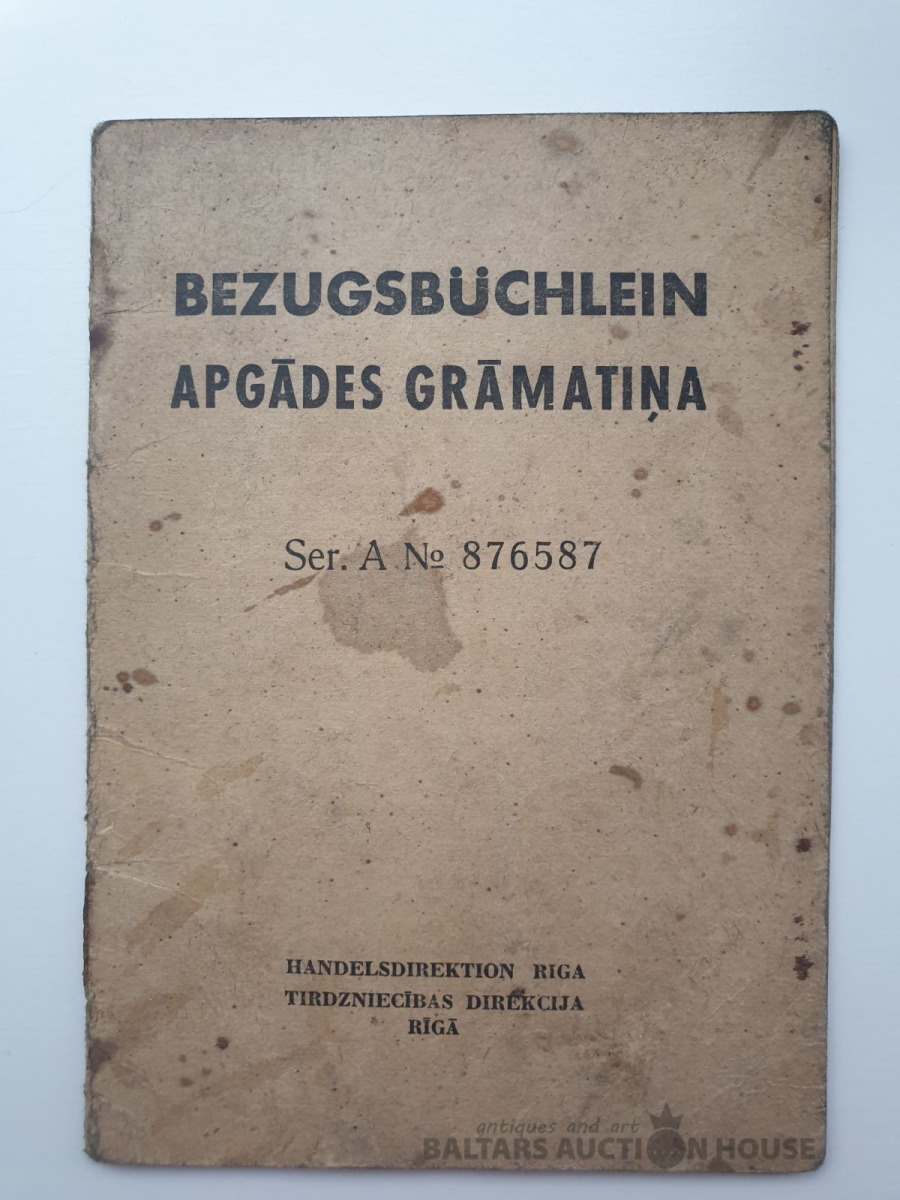 BEZUGSBÜCHLEIN
APGĀDES GRĀMATIŅA
Ser. A № 876587
HANDELSDIREKTION RIGA
TIRDZNIECĪBAS DIREKCIJA
RĪGĀ
antiques and art
BALTARS AUCTION HOUSE